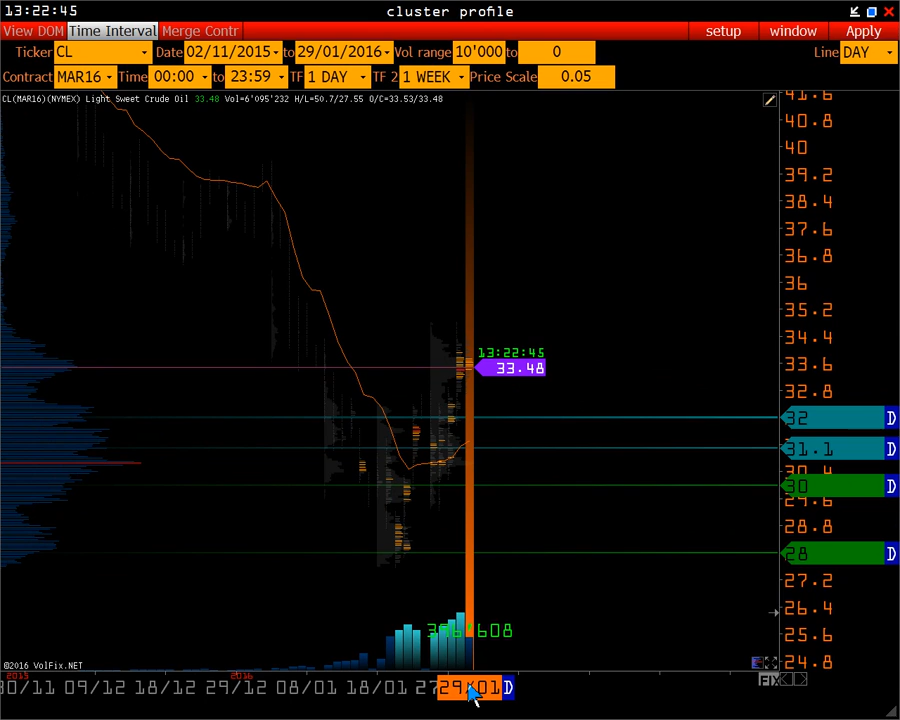 13:22:45
cluster profile
View DOM Time Interval Merge Contr setup window Apply
Ticker CL Date 02/11/2015 to 29/01/2016 Vol range 10'000 to 0 Line DAY
Contract MAR16 Time 00:00 to 23:59 TF 1 DAY TF 2 1 WEEK Price Scale 0.05
CL(MAR16)(NYMEX) Light Sweet Crude Oil 33.48 Vol=6'095'232 H/L=50.7/27.55 O/C=33.53/33.48
41.6
40.8
40
39.2
38.4
37.6
36.8
36
35.2
34.4
13:22:45
33.6
33.48
32.8
32 D
31.1 D
30.4
30 D
29.6
28.8
28 D
27.2
26.4
25.6
24.8
©2016 VolFix.NET
2015 2016
30/11 09/12 18/12 29/12 08/01 18/01 27 29/01 D
FIX